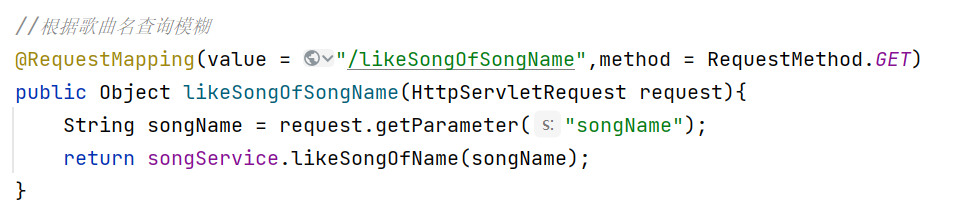 //根据歌曲名查询模糊
@RequestMapping(value = "/likeSongOfSongName",method = RequestMethod.GET)
public Object likeSongOfSongName(HttpServletRequest request){
    String songName = request.getParameter( s: "songName");
    return songService.likeSongOfName(songName);
}